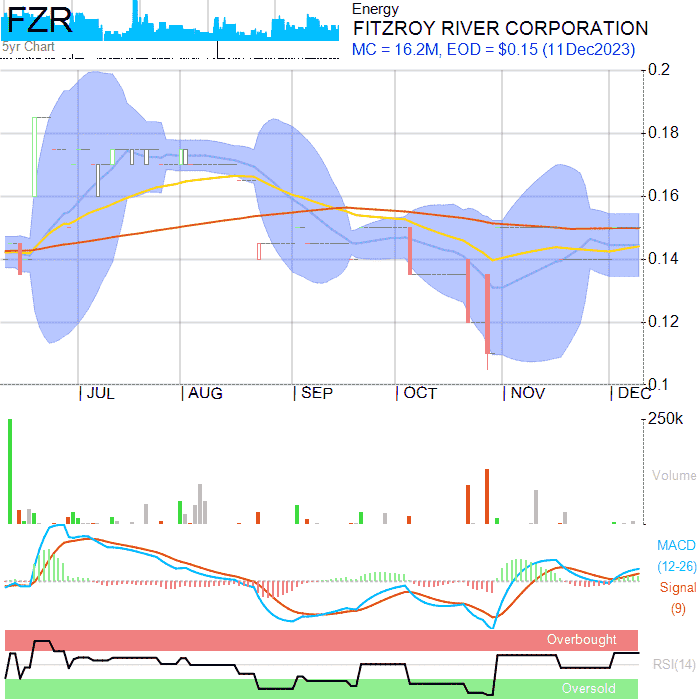 FZR
5yr Chart
Energy
FITZROY RIVER CORPORATION
MC = 16.2M, EOD = $0.15 (11Dec2023)
0.2
0.18
0.16
0.14
0.12
0.1
JUL AUG SEP OCT NOV DEC
250k
Volume
MACD
(12-26)
Signal
(9)
Overbought
RSI(14)
Oversold